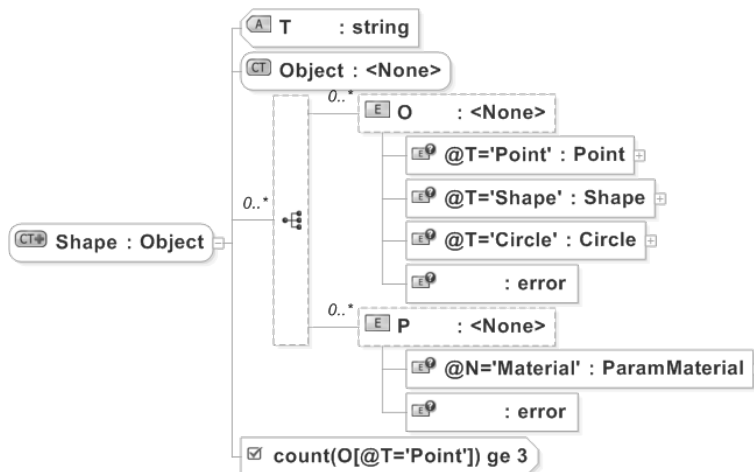 A T : string
CT Object : <None>
0..*
E O : <None>
E @T='Point' : Point
E @T='Shape' : Shape
0..*
CT Shape : Object
E @T='Circle' : Circle
E : error
0..*
E P : <None>
E @N='Material' : ParamMaterial
E : error
count(O[@T='Point']) ge 3